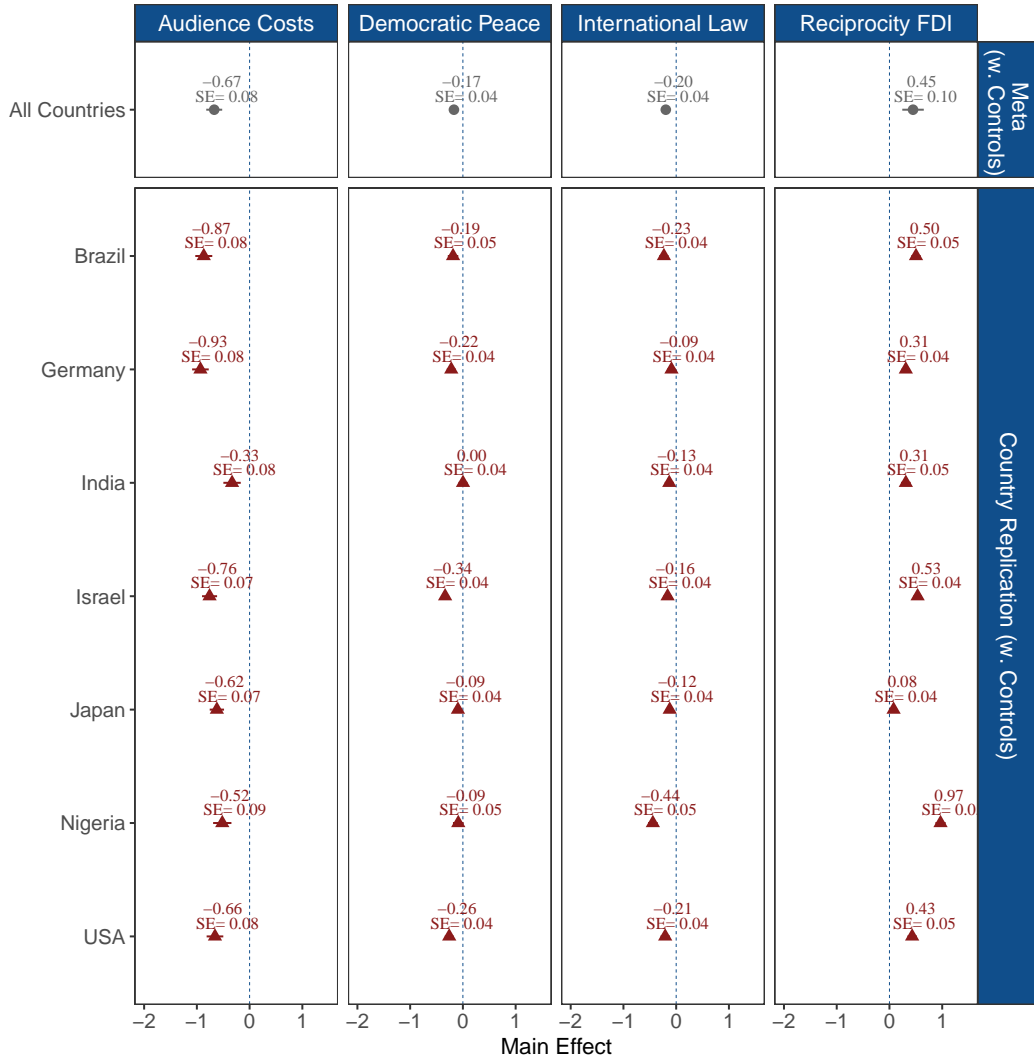 Audience Costs Democratic Peace International Law Reciprocity FDI
Meta
(w. Controls)
All Countries
−0.67
SE= 0.08
−0.17
SE= 0.04
−0.20
SE= 0.04
0.45
SE= 0.10
Country Replication (w. Controls)
Brazil
−0.87
SE= 0.08
−0.19
SE= 0.05
−0.23
SE= 0.04
0.50
SE= 0.05
Germany
−0.93
SE= 0.08
−0.22
SE= 0.04
−0.09
SE= 0.04
0.31
SE= 0.04
India
−0.33
SE= 0.08
0.00
SE= 0.04
−0.13
SE= 0.04
0.31
SE= 0.05
Israel
−0.76
SE= 0.07
−0.34
SE= 0.04
−0.16
SE= 0.04
0.53
SE= 0.04
Japan
−0.62
SE= 0.07
−0.09
SE= 0.04
−0.12
SE= 0.04
0.08
SE= 0.04
Nigeria
−0.52
SE= 0.09
−0.09
SE= 0.05
−0.44
SE= 0.05
0.97
SE= 0.0
USA
−0.66
SE= 0.08
−0.26
SE= 0.04
−0.21
SE= 0.04
0.43
SE= 0.05
−2 −1 0 1 −2 −1 0 1 −2 −1 0 1 −2 −1 0 1
Main Effect